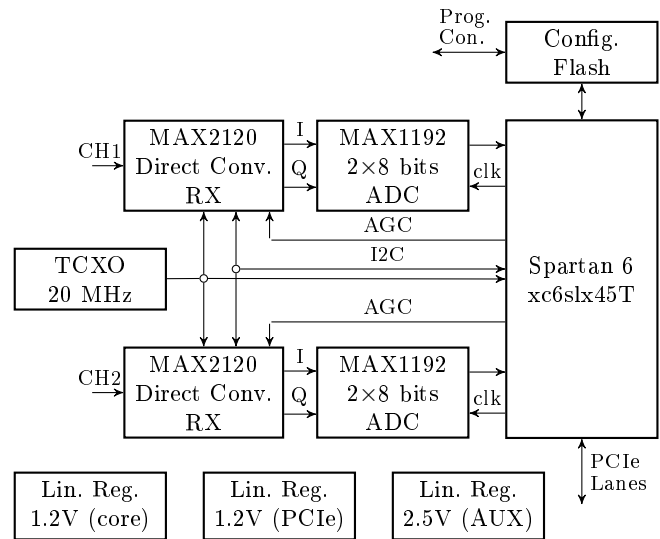 Prog.
Con.
Config.
Flash
CH1
MAX2120
Direct Conv.
RX
I
Q
MAX1192
2×8 bits
ADC
clk
AGC
I2C
TCXO
20 MHz
Spartan 6
xc6slx45T
AGC
CH2
MAX2120
Direct Conv.
RX
I
Q
MAX1192
2×8 bits
ADC
clk
PCIe
Lanes
Lin. Reg.
1.2V (core)
Lin. Reg.
1.2V (PCIe)
Lin. Reg.
2.5V (AUX)